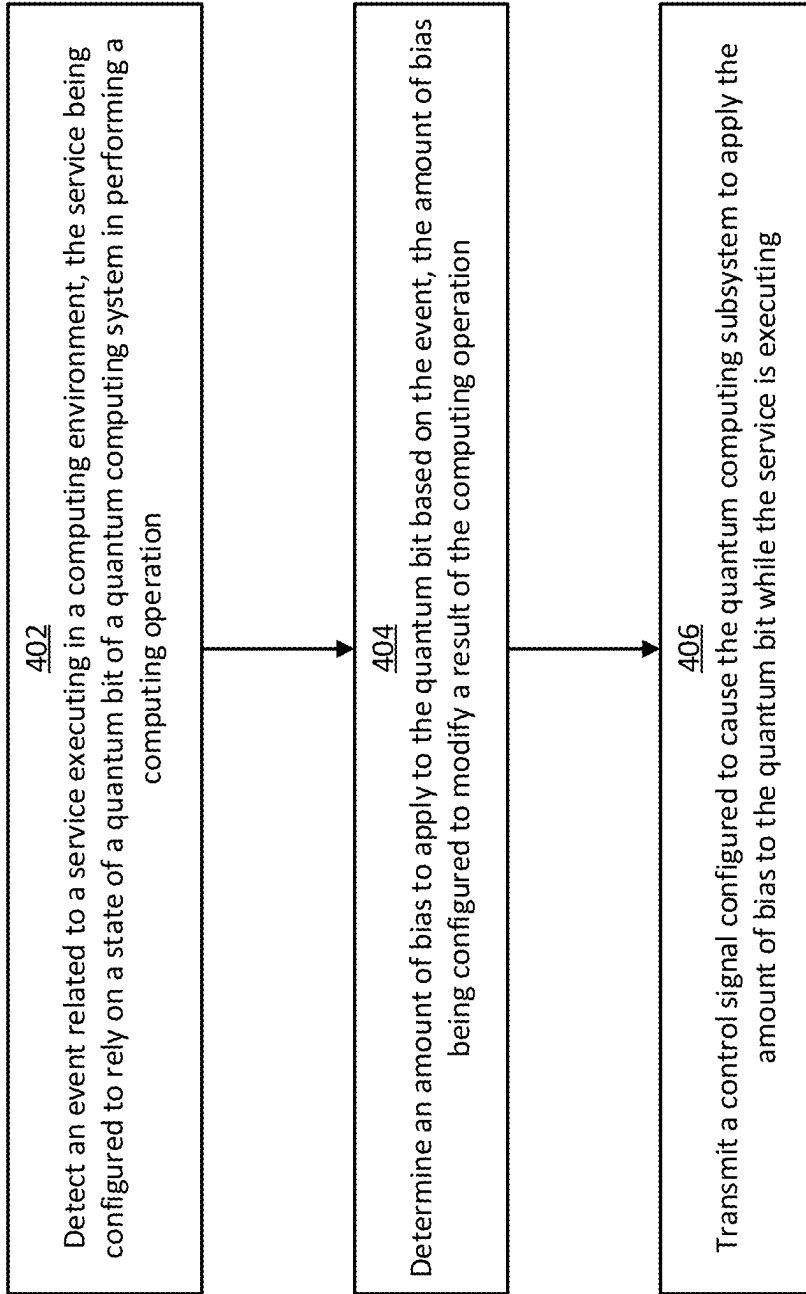 402
Detect an event related to a service executing in a computing environment, the service being
configured to rely on a state of a quantum bit of a quantum computing system in performing a
computing operation
404
Determine an amount of bias to apply to the quantum bit based on the event, the amount of bias
being configured to modify a result of the computing operation
406
Transmit a control signal configured to cause the quantum computing subsystem to apply the
amount of bias to the quantum bit while the service is executing